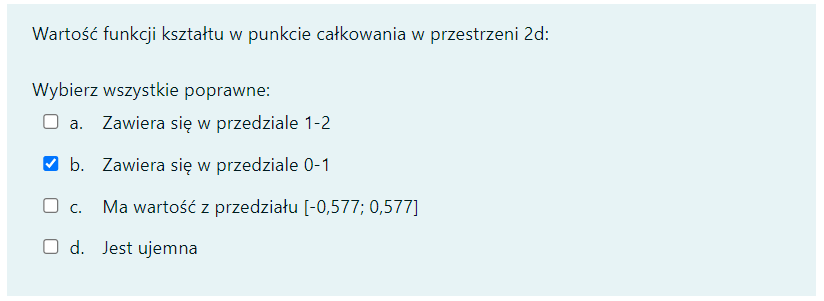 Wartość funkcji kształtu w punkcie całkowania w przestrzeni 2d:
Wybierz wszystkie poprawne:
a. Zawiera się w przedziale 1-2
b. Zawiera się w przedziale 0-1
c. Ma wartość z przedziału [-0,577; 0,577]
d. Jest ujemna